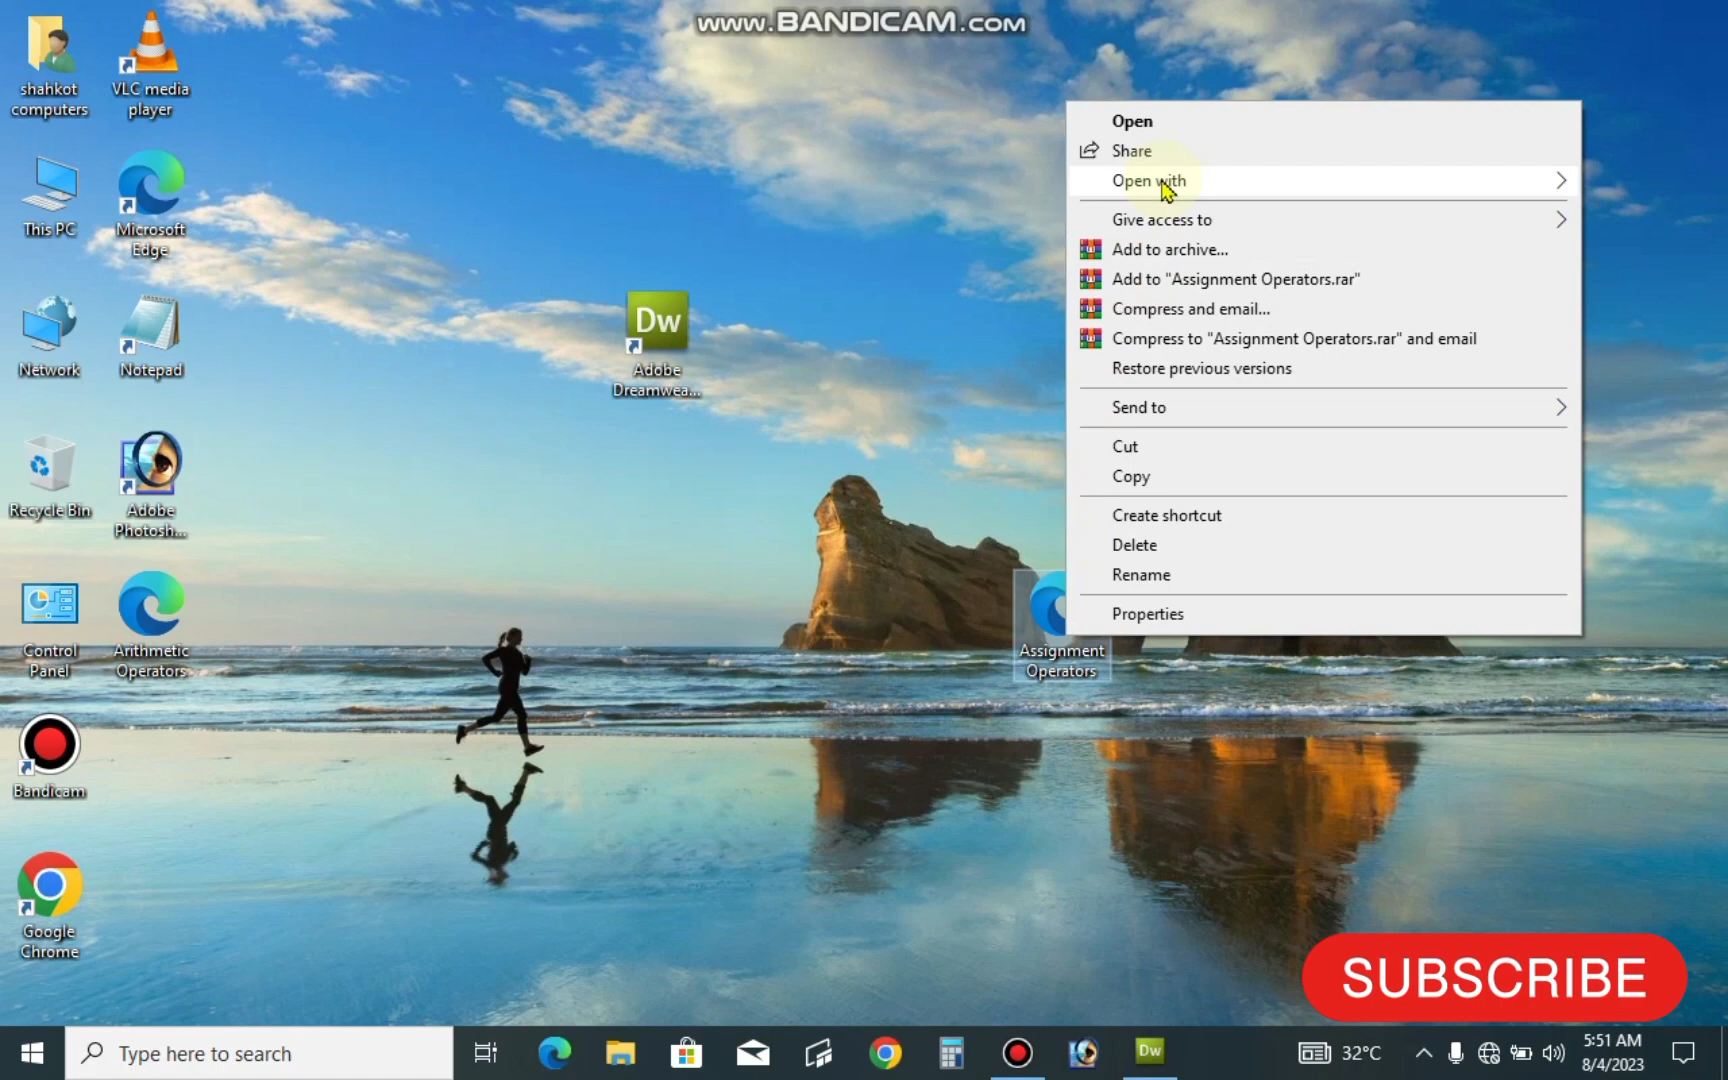 www.BANDICAM.com
shahkot
computers
VLC media
player
This PC
Microsoft
Edge
Network
Notepad
Recycle Bin
Adobe
Photosh...
Control
Panel
Arithmetic
Operators
Bandicam
Google
Chrome
Dw
Adobe
Dreamwea...
Assignment
Operators
Open
Share
Open with
Give access to
Add to archive...
Add to "Assignment Operators.rar"
Compress and email...
Compress to "Assignment Operators.rar" and email
Restore previous versions
Send to
Cut
Copy
Create shortcut
Delete
Rename
Properties
SUBSCRIBE
Type here to search
Dw
32°C
5:51 AM
8/4/2023